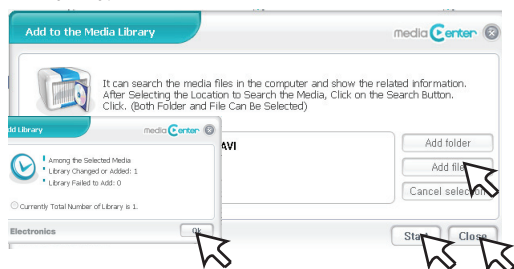 Add to the Media Library
media Center
It can search the media files in the computer and show the related information.
After Selecting the Location to Search the Media, Click on the Search Button.
Click. (Both Folder and File Can Be Selected)
AVI
Add folder
Add file
Cancel selection
Start
Close
dd Library
media Center
Among the Selected Media
Library Changed or Added: 1
Library Failed to Add: 0
Currently Total Number of Library is 1.
Electronics
Ok